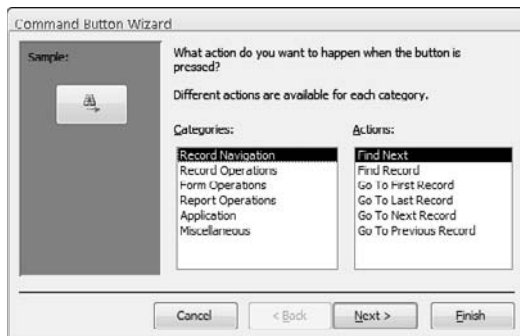 Command Button Wizard
Sample:
What action do you want to happen when the button is
pressed?
Different actions are available for each category.
Categories:
Actions:
Record Navigation
Record Operations
Form Operations
Report Operations
Application
Miscellaneous
Find Next
Find Record
Go To First Record
Go To Last Record
Go To Next Record
Go To Previous Record
Cancel
< Back
Next >
Finish